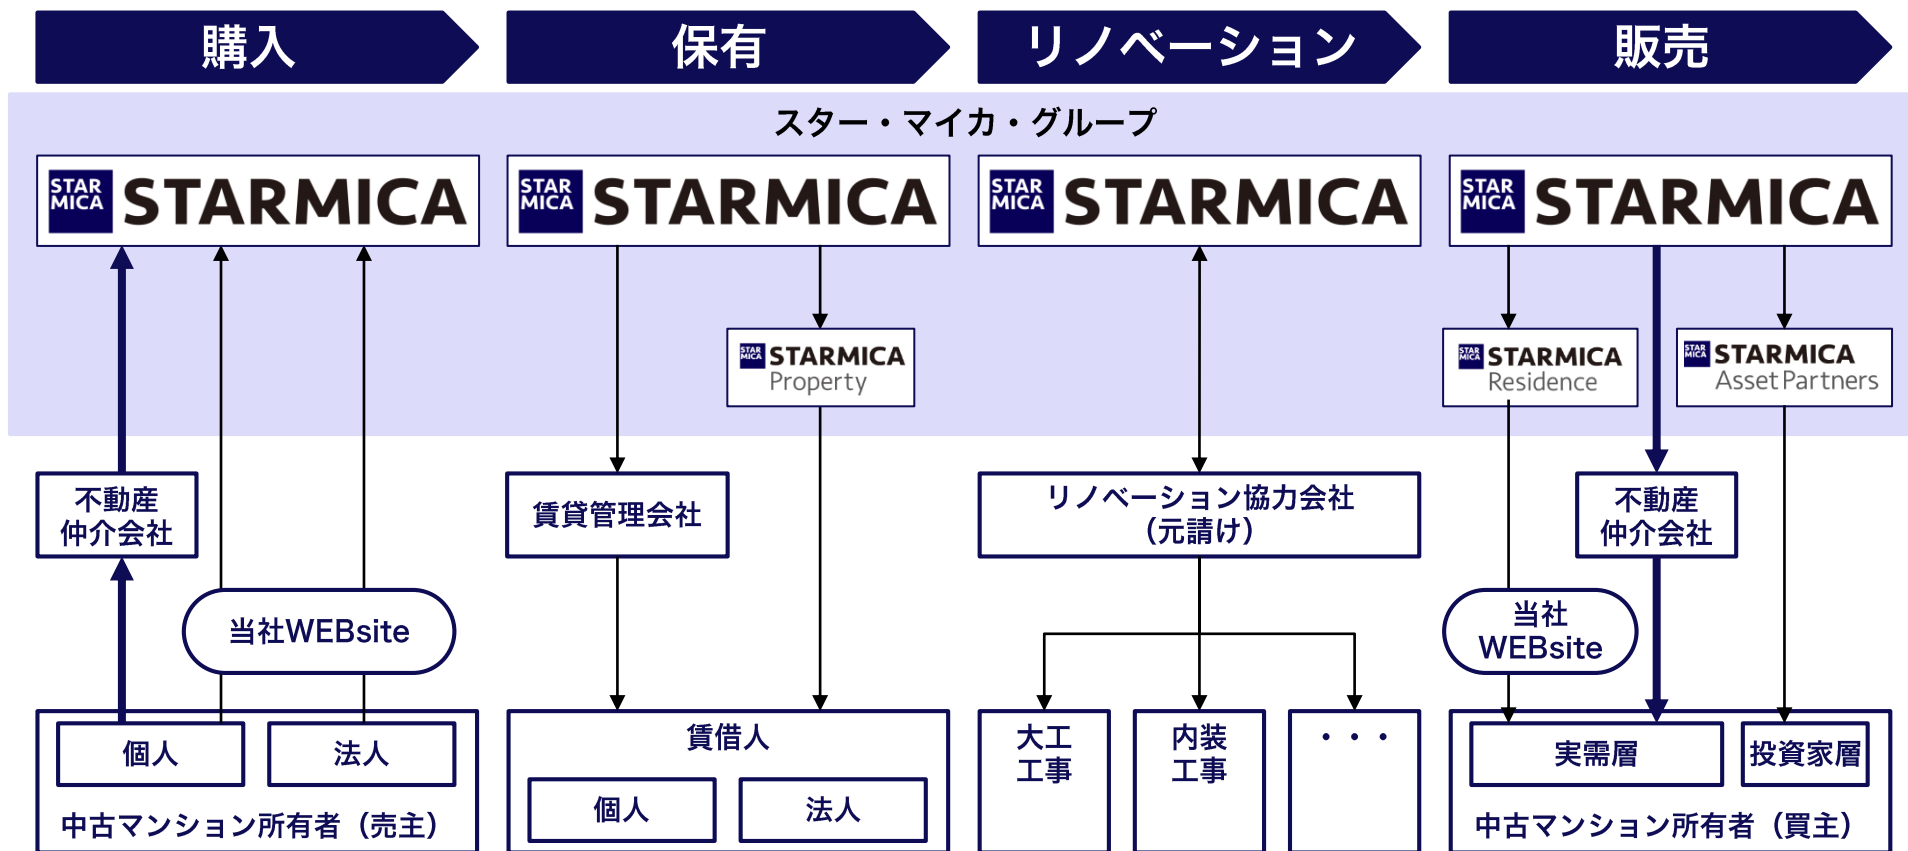 購入
保有
リノベーション
販売
スター・マイカ・グループ
STAR
MICA
STARMICA
STAR
MICA
STARMICA
STAR
MICA
STARMICA
STAR
MICA
STARMICA
STAR
MICA
STARMICA
Property
STAR
MICA
STARMICA
Residence
STAR
MICA
STARMICA
Asset Partners
不動産
仲介会社
賃貸管理会社
リノベーション協力会社
（元請け）
不動産
仲介会社
当社WEBsite
当社
WEBsite
個人
法人
中古マンション所有者（売主）
賃借人
個人
法人
大工
工事
内装
工事
・・・
実需層
投資家層
中古マンション所有者（買主）